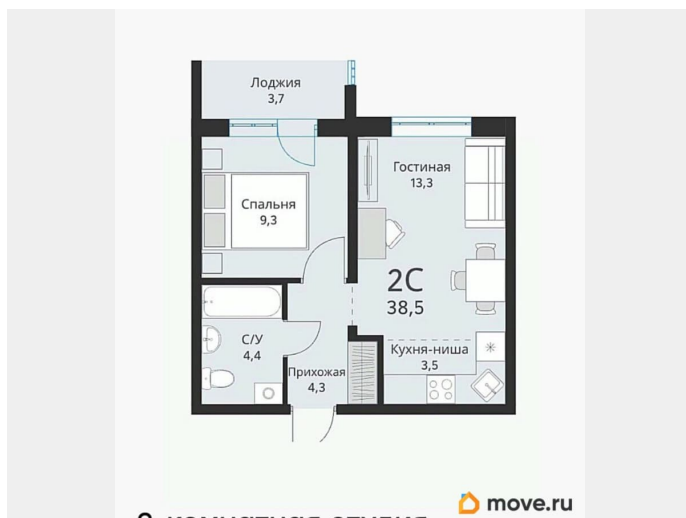 Лоджия
3,7
Гостиная
13,3
Спальня
9,3
2С
38,5
С/У
4,4
Кухня-ниша
3,5
Прихожая
4,3
move.ru